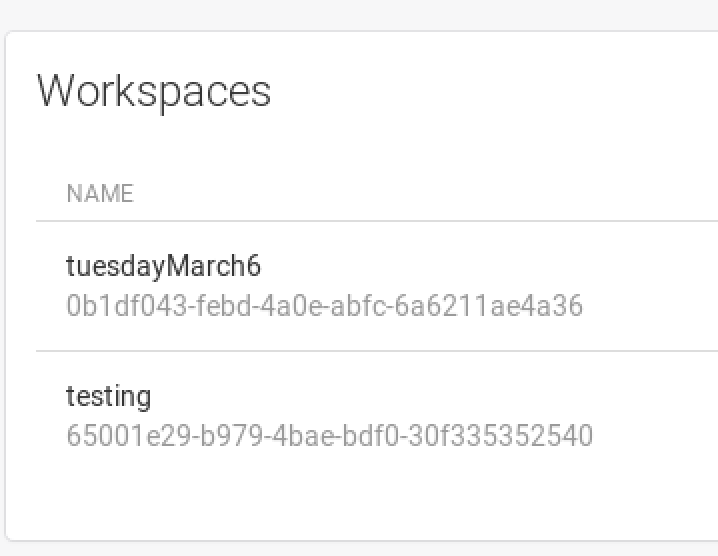 Workspaces
NAME
tuesdayMarch6
0b1df043-febd-4a0e-abfc-6a6211ae4a36
testing
65001e29-b979-4bae-bdf0-30f335352540